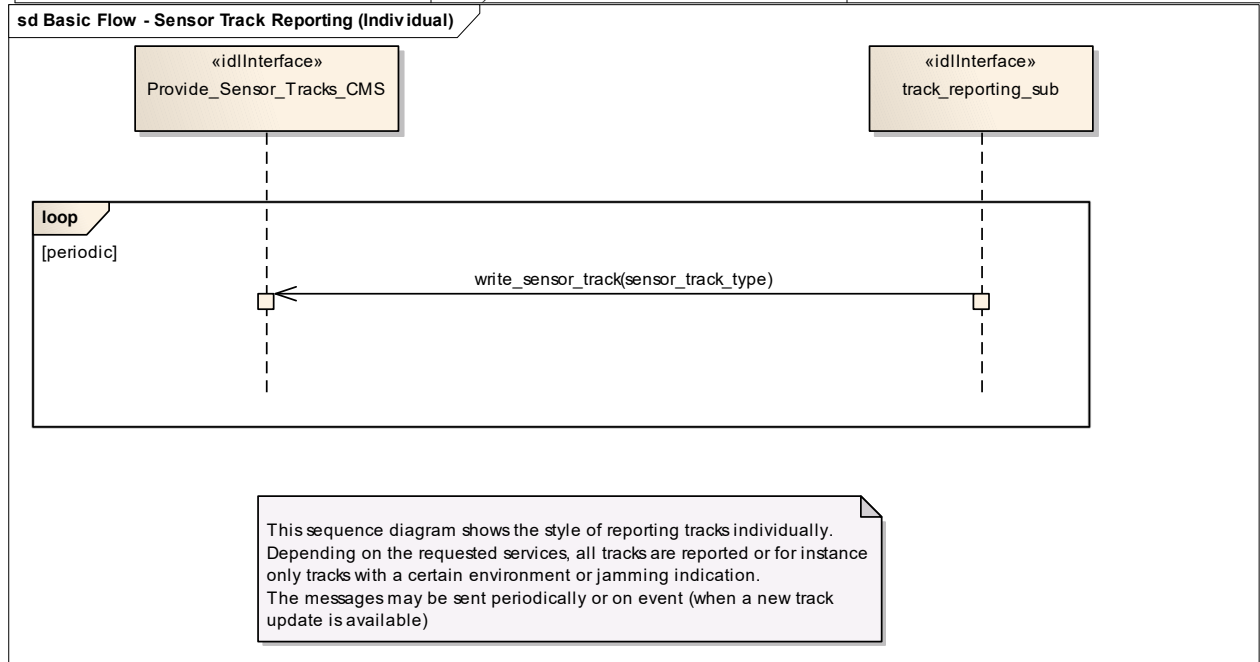 sd Basic Flow - Sensor Track Reporting (Individual)
«idlInterface»
Provide_Sensor_Tracks_CMS
«idlInterface»
track_reporting_sub
loop
[periodic]
write_sensor_track(sensor_track_type)
This sequence diagram shows the style of reporting tracks individually.
Depending on the requested services, all tracks are reported or for instance
only tracks with a certain environment or jamming indication.
The messages may be sent periodically or on event (when a new track
update is available)